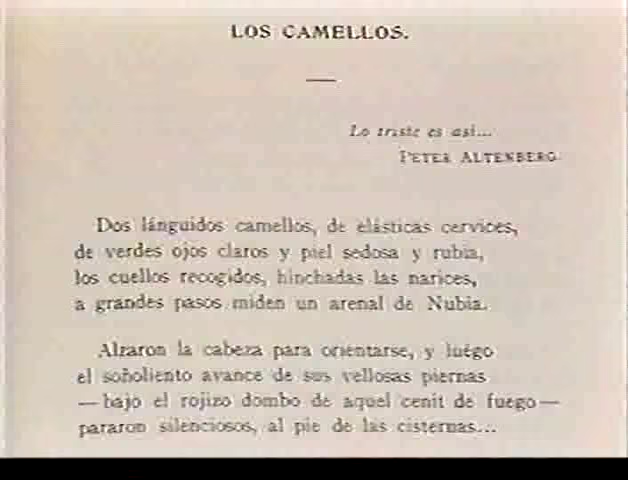 LOS CAMELLOS.
Lo triste es así...
PETER ALTENBERG
Dos lánguidos camellos, de elásticas cervices,
de verdes ojos claros y piel sedosa y rubia,
los cuellos recogidos, hinchadas las narices,
a grandes pasos miden un arenal de Nubia.
Alzaron la cabeza para orientarse, y luégo
el soñoliento avance de sus vellosas piernas
—bajo el rojizo dombo de aquel cenit de fuego—
pararon silenciosos, al pie de las cisternas...